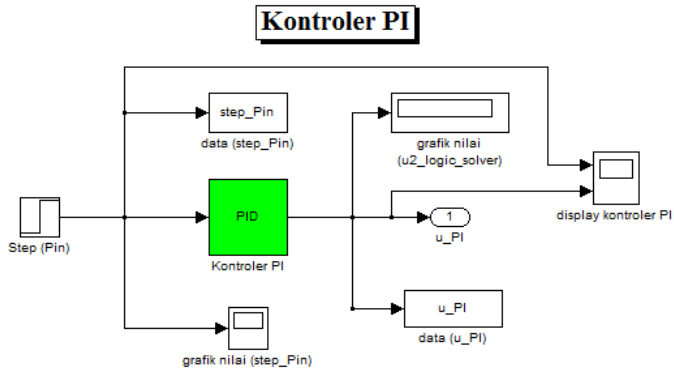 Kontroler PI
step_Pin
data (step_Pin)
grafik nilai
(u2_logic_solver)
display kontroler PI
Step (Pin)
PID
Kontroler PI
1
u_PI
u_PI
data (u_PI)
grafik nilai (step_Pin)